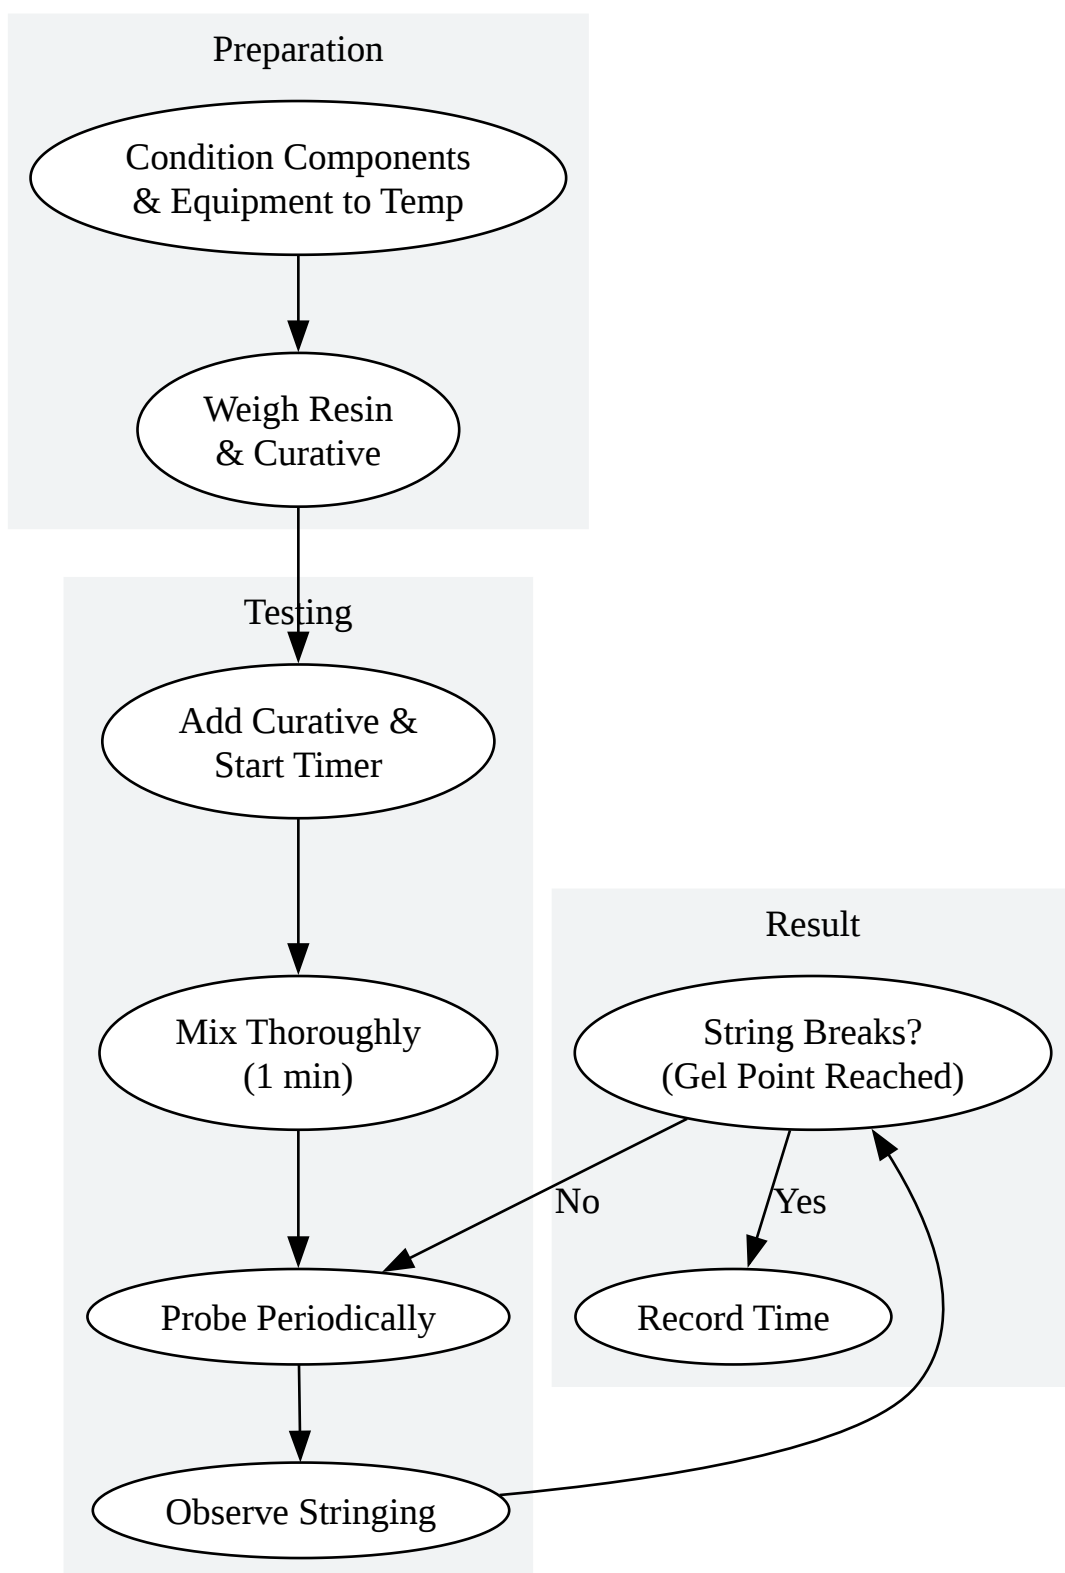 Preparation
Condition Components
& Equipment to Temp
Weigh Resin
& Curative
Testing
Add Curative &
Start Timer
Mix Thoroughly
(1 min)
Probe Periodically
Observe Stringing
Result
String Breaks?
(Gel Point Reached)
No
Yes
Record Time